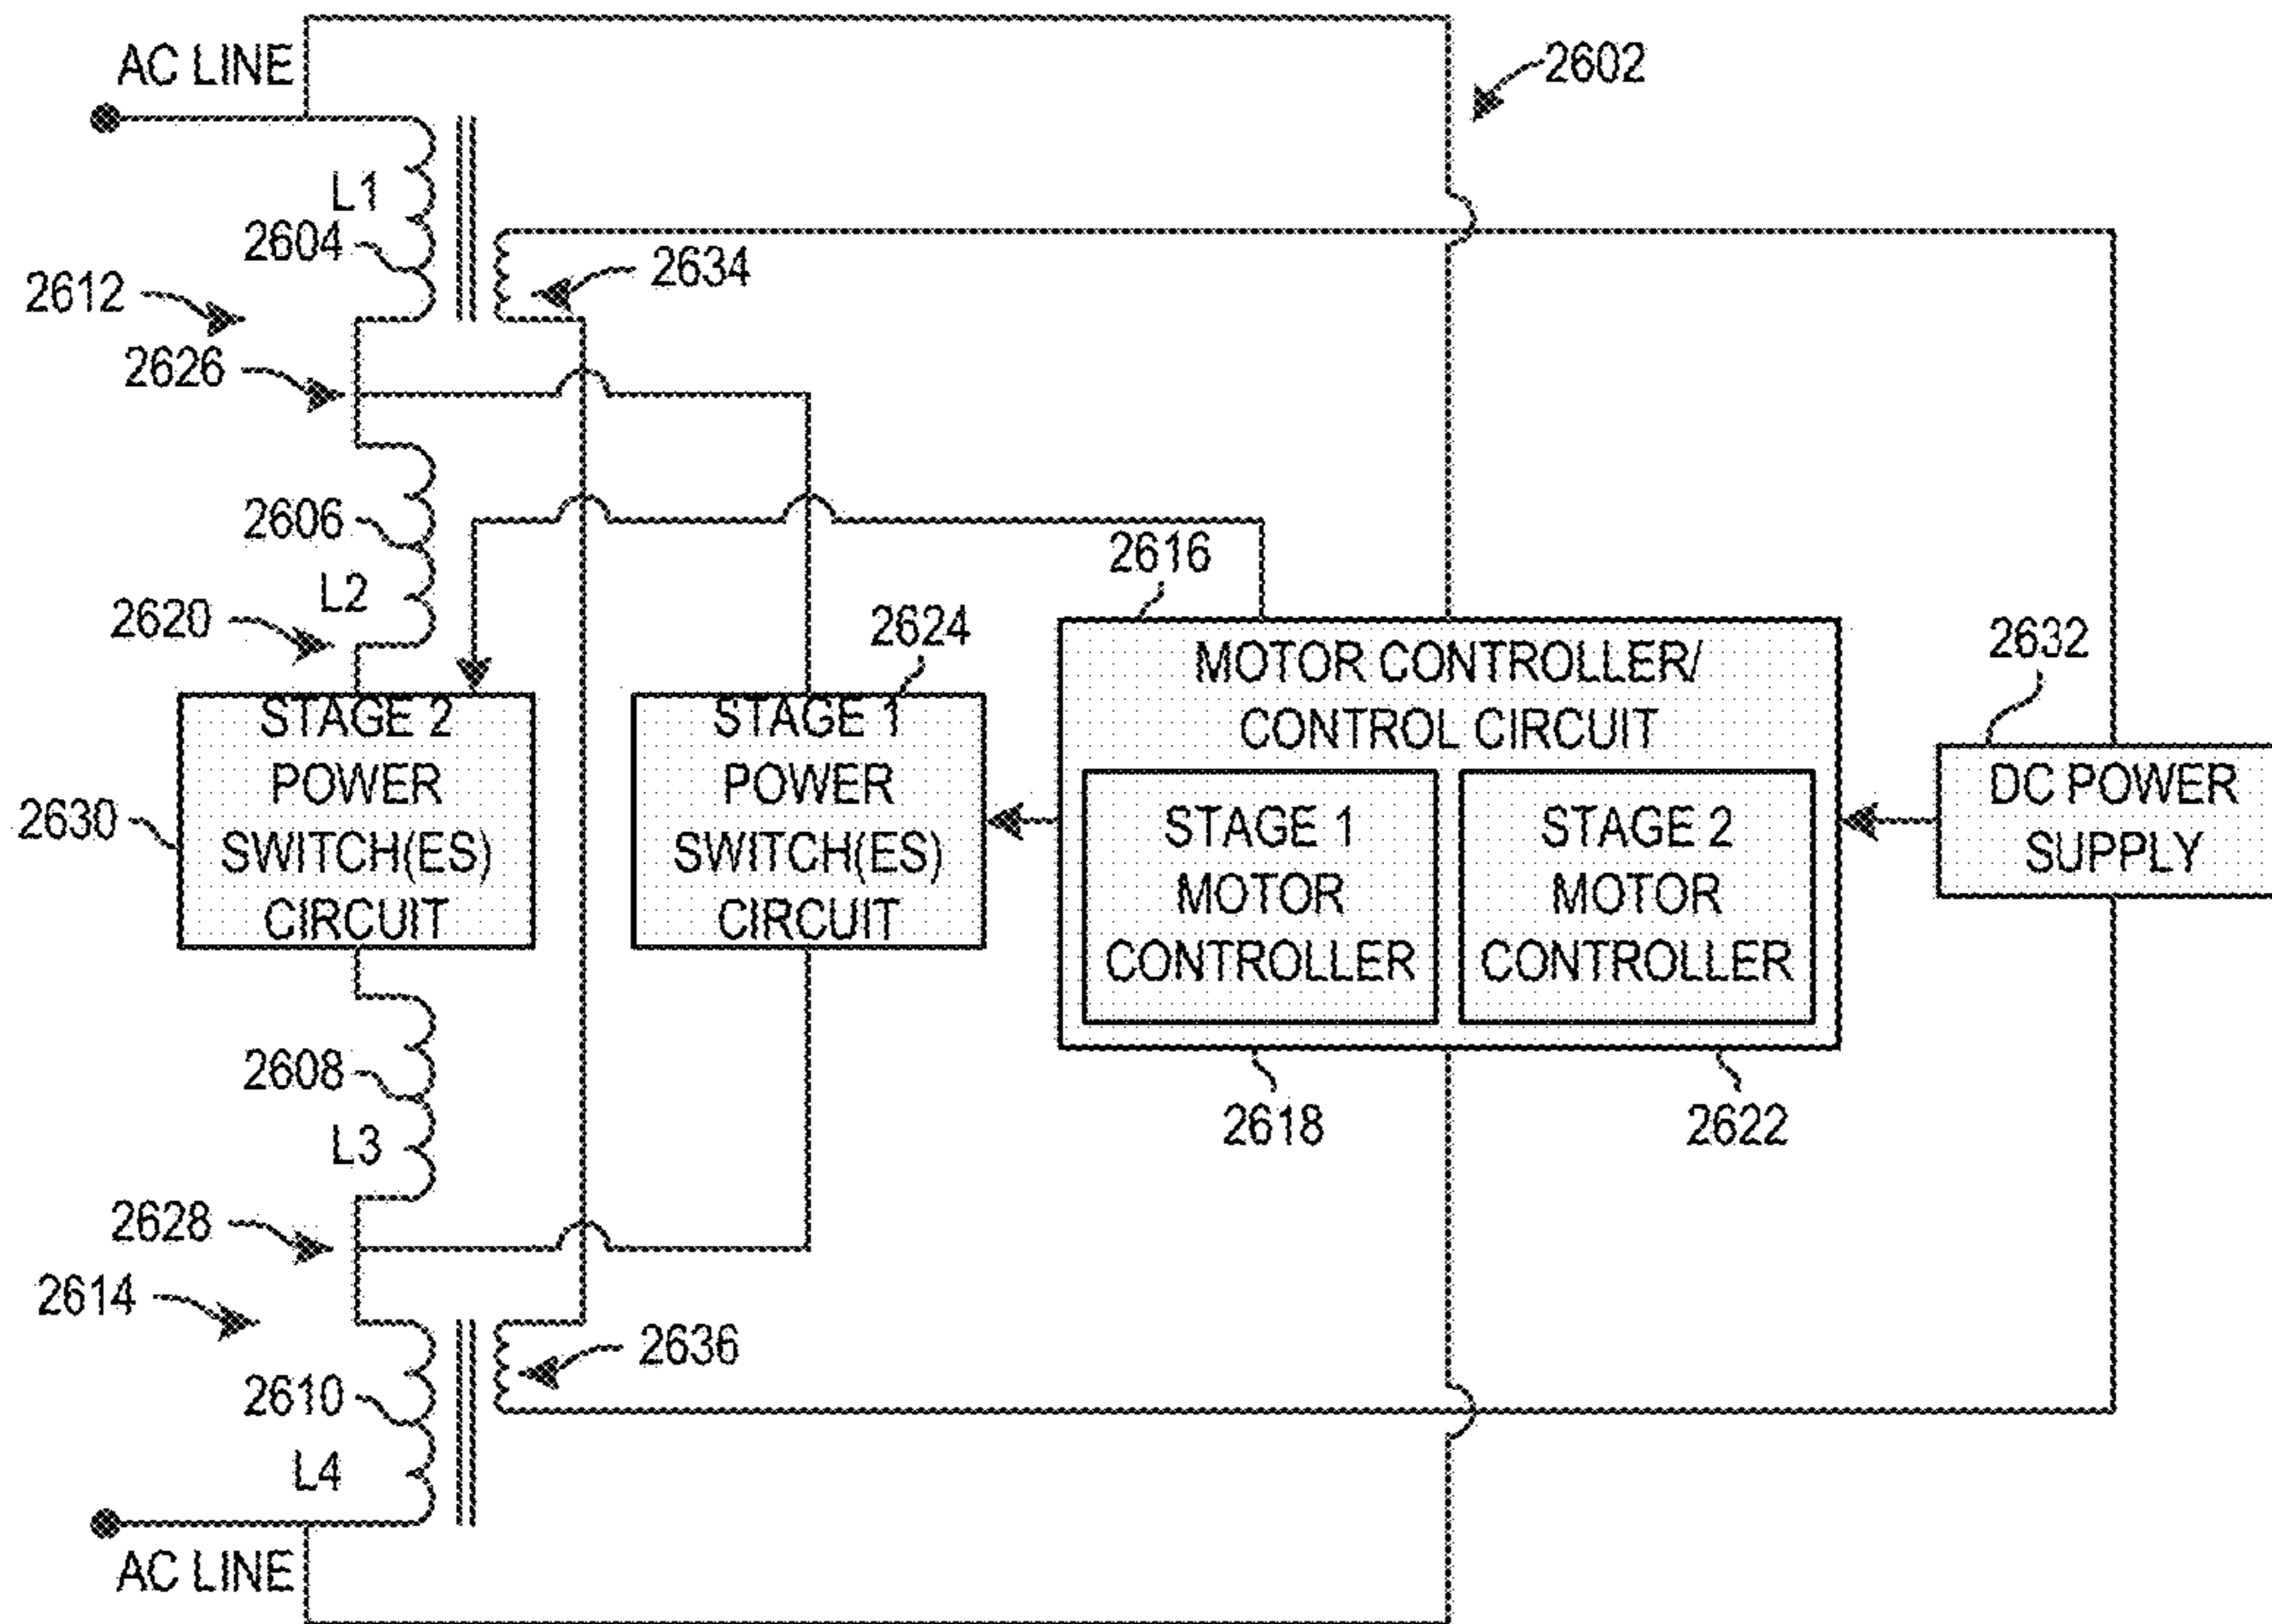 AC LINE
2602
L1
2604
2634
2612
2626
2606
2616
L2
2620
2624
2632
MOTOR CONTROLLER/
CONTROL CIRCUIT
STAGE 2
POWER
SWITCH(ES)
CIRCUIT
STAGE 1
POWER
SWITCH(ES)
CIRCUIT
STAGE 1
MOTOR
CONTROLLER
STAGE 2
MOTOR
CONTROLLER
DC POWER
SUPPLY
2630
2608
2618
2622
L3
2628
2614
2636
2610
L4
AC LINE